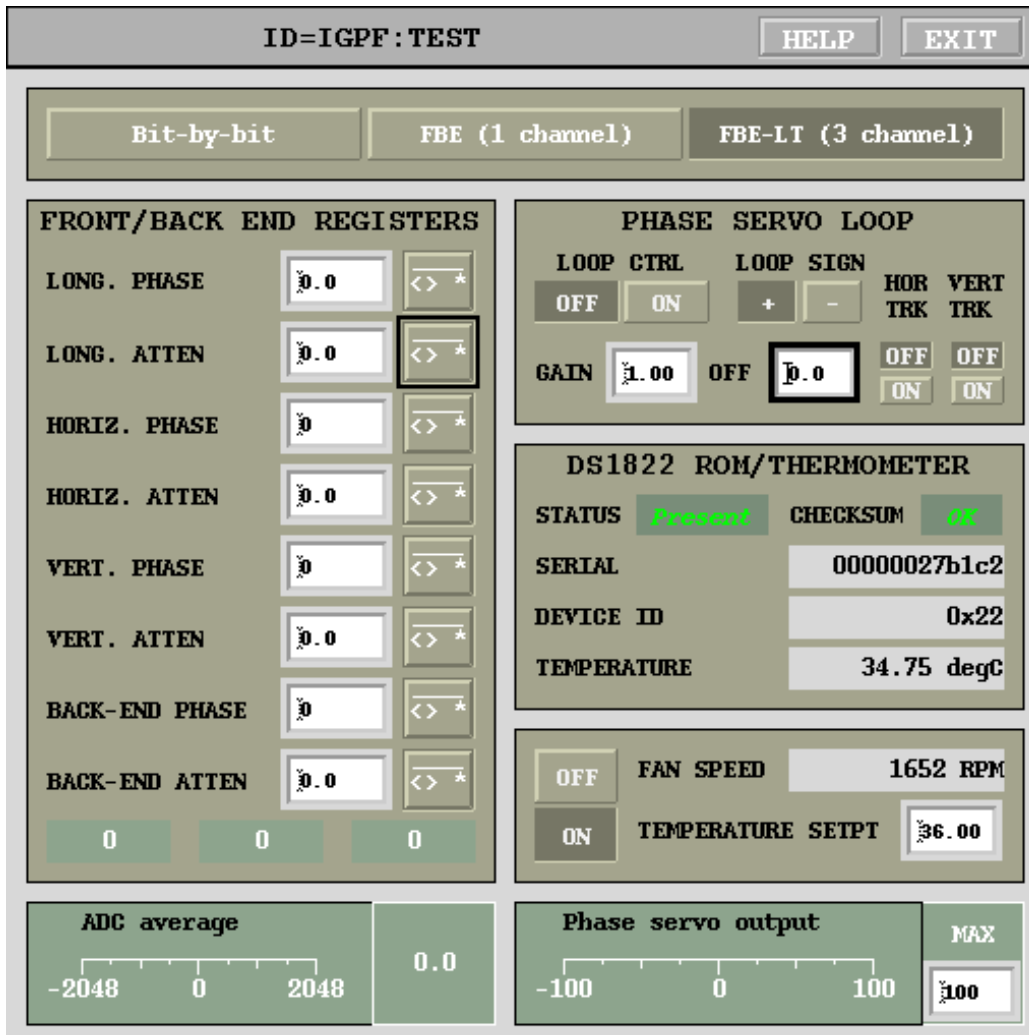 ID=IGPF:TEST HELP EXIT
Bit-by-bit FBE (1 channel) FBE-LT (3 channel)
FRONT/BACK END REGISTERS
LONG. PHASE 0.0 <> *
LONG. ATTEN 0.0 <> *
HORIZ. PHASE 0 <> *
HORIZ. ATTEN 0.0 <> *
VERT. PHASE 0 <> *
VERT. ATTEN 0.0 <> *
BACK-END PHASE 0 <> *
BACK-END ATTEN 0.0 <> *
0 0 0
PHASE SERVO LOOP
LOOP CTRL LOOP SIGN HOR TRK VERT TRK
OFF ON + -
GAIN 1.00 OFF 0.0 OFF OFF
ON ON
DS1822 ROM/THERMOMETER
STATUS Present CHECKSUM OK
SERIAL 00000027b1c2
DEVICE ID 0x22
TEMPERATURE 34.75 degC
OFF FAN SPEED 1652 RPM
ON TEMPERATURE SETPT 36.00
ADC average
-2048 0 2048
0.0
Phase servo output
-100 0 100
MAX
100